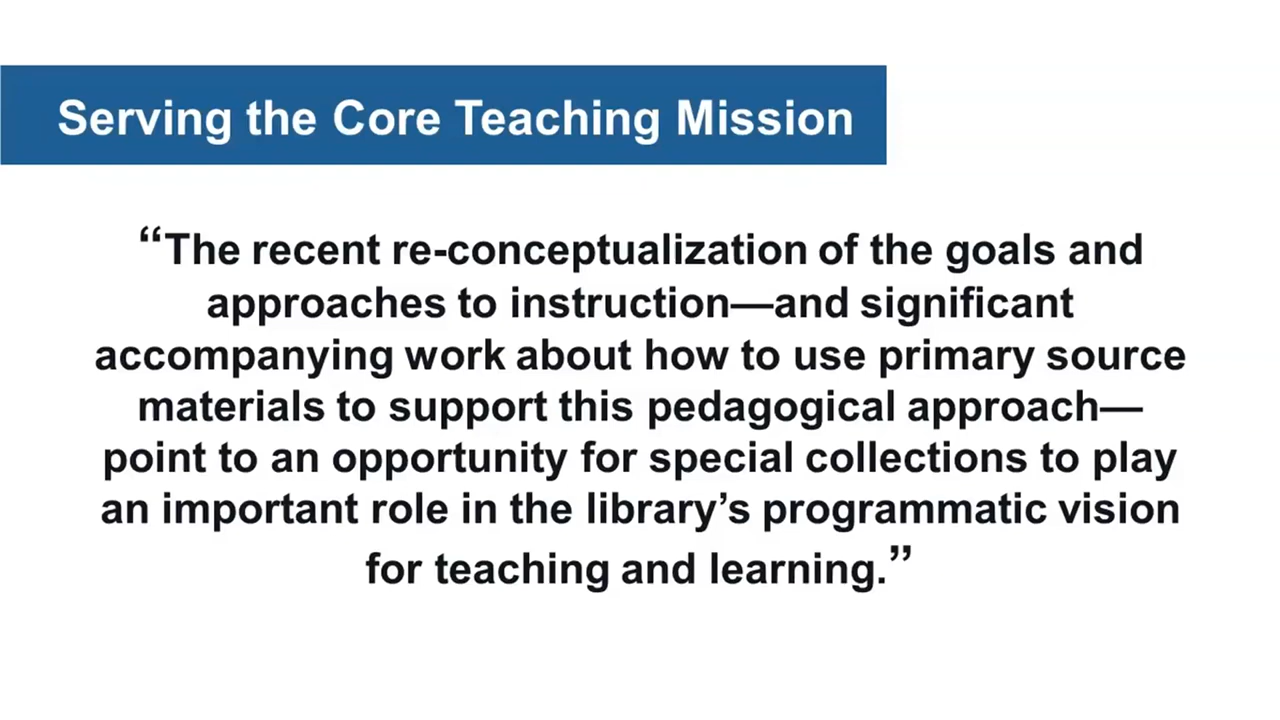 Serving the Core Teaching Mission
“The recent re-conceptualization of the goals and
approaches to instruction—and significant
accompanying work about how to use primary source
materials to support this pedagogical approach—
point to an opportunity for special collections to play
an important role in the library’s programmatic vision
for teaching and learning.”